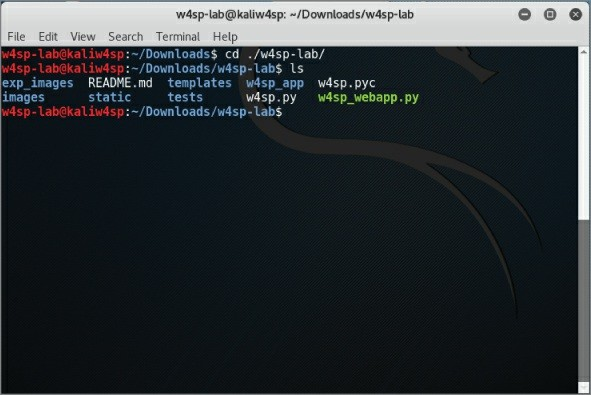 w4sp-lab@kaliw4sp: ~/Downloads/w4sp-lab
File Edit View Search Terminal Help
w4sp-lab@kaliw4sp:~/Downloads$ cd ./w4sp-lab/
w4sp-lab@kaliw4sp:~/Downloads/w4sp-lab$ ls
exp_images README.md templates w4sp_app w4sp.pyc
images static tests w4sp.py w4sp_webapp.py
w4sp-lab@kaliw4sp:~/Downloads/w4sp-lab$